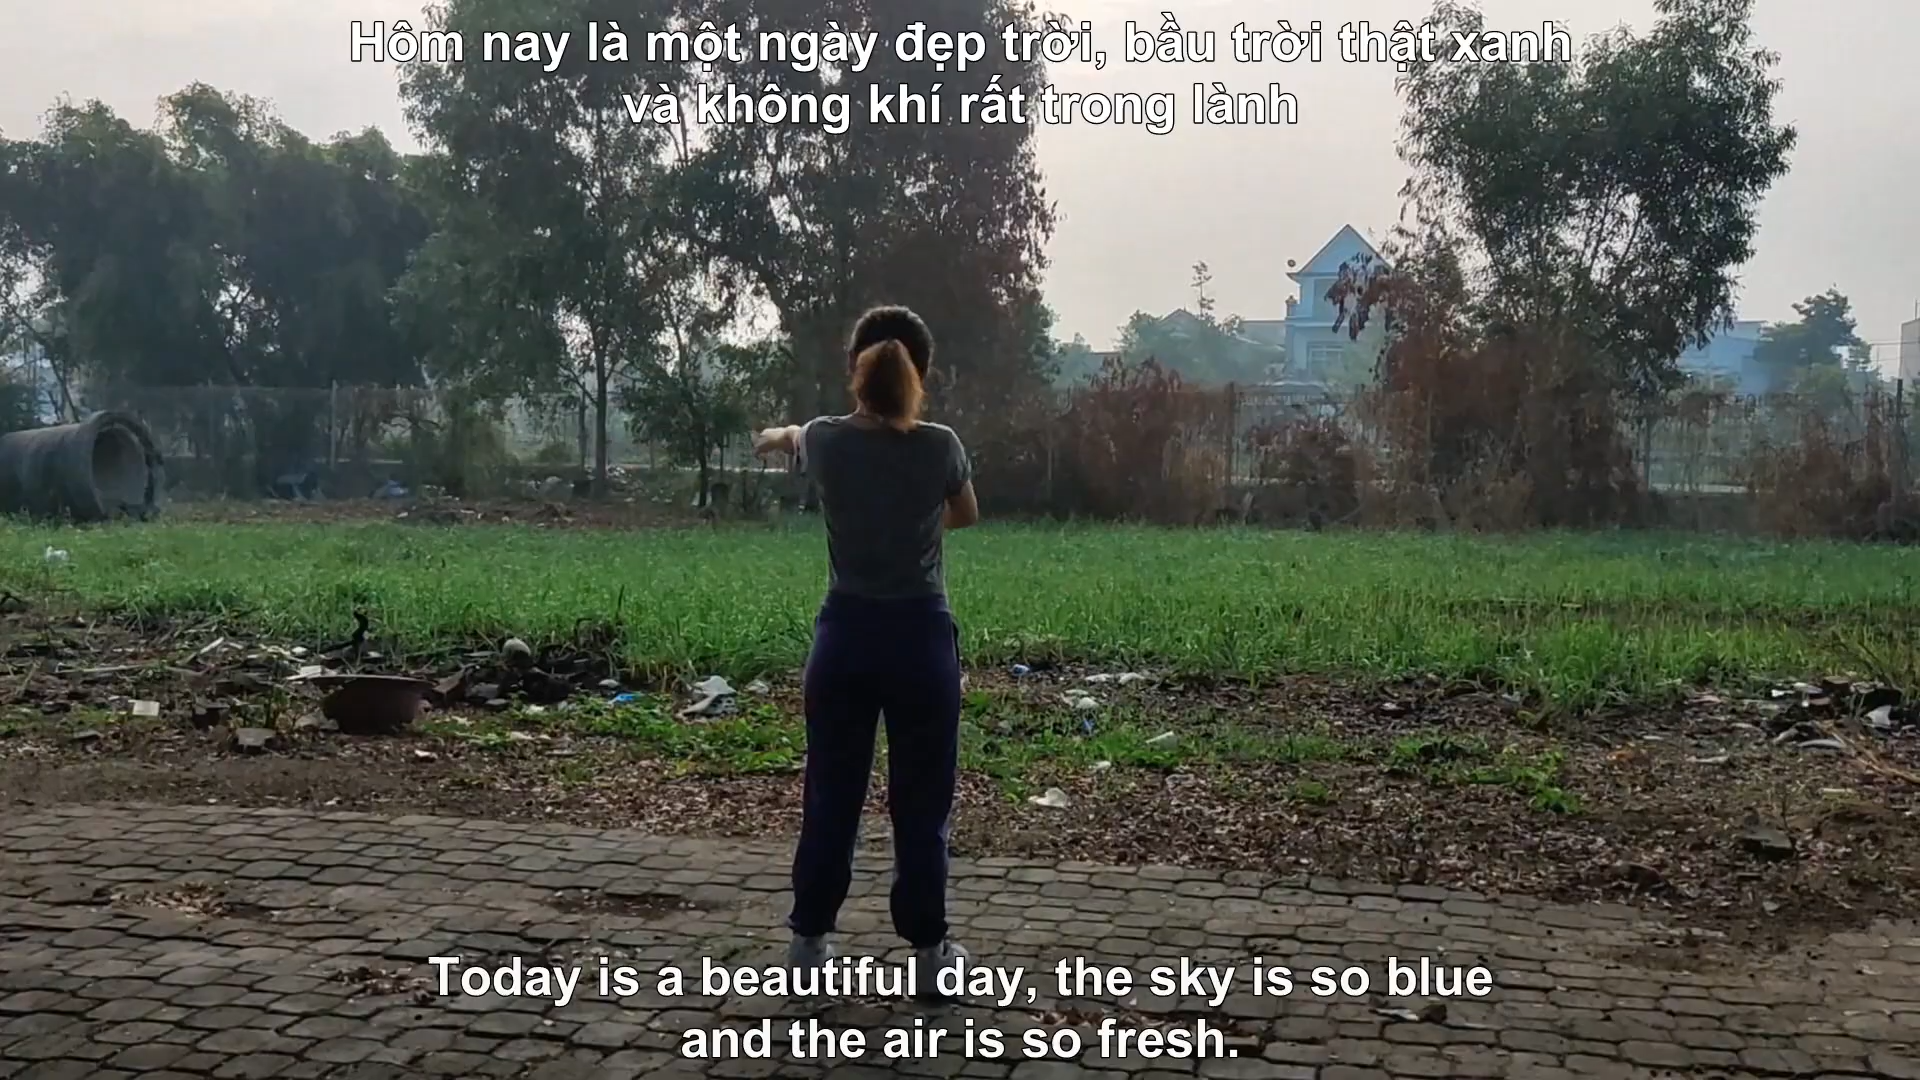 Hôm nay là một ngày đẹp trời, bầu trời thật xanh
và không khí rất trong lành
Today is a beautiful day, the sky is so blue
and the air is so fresh.